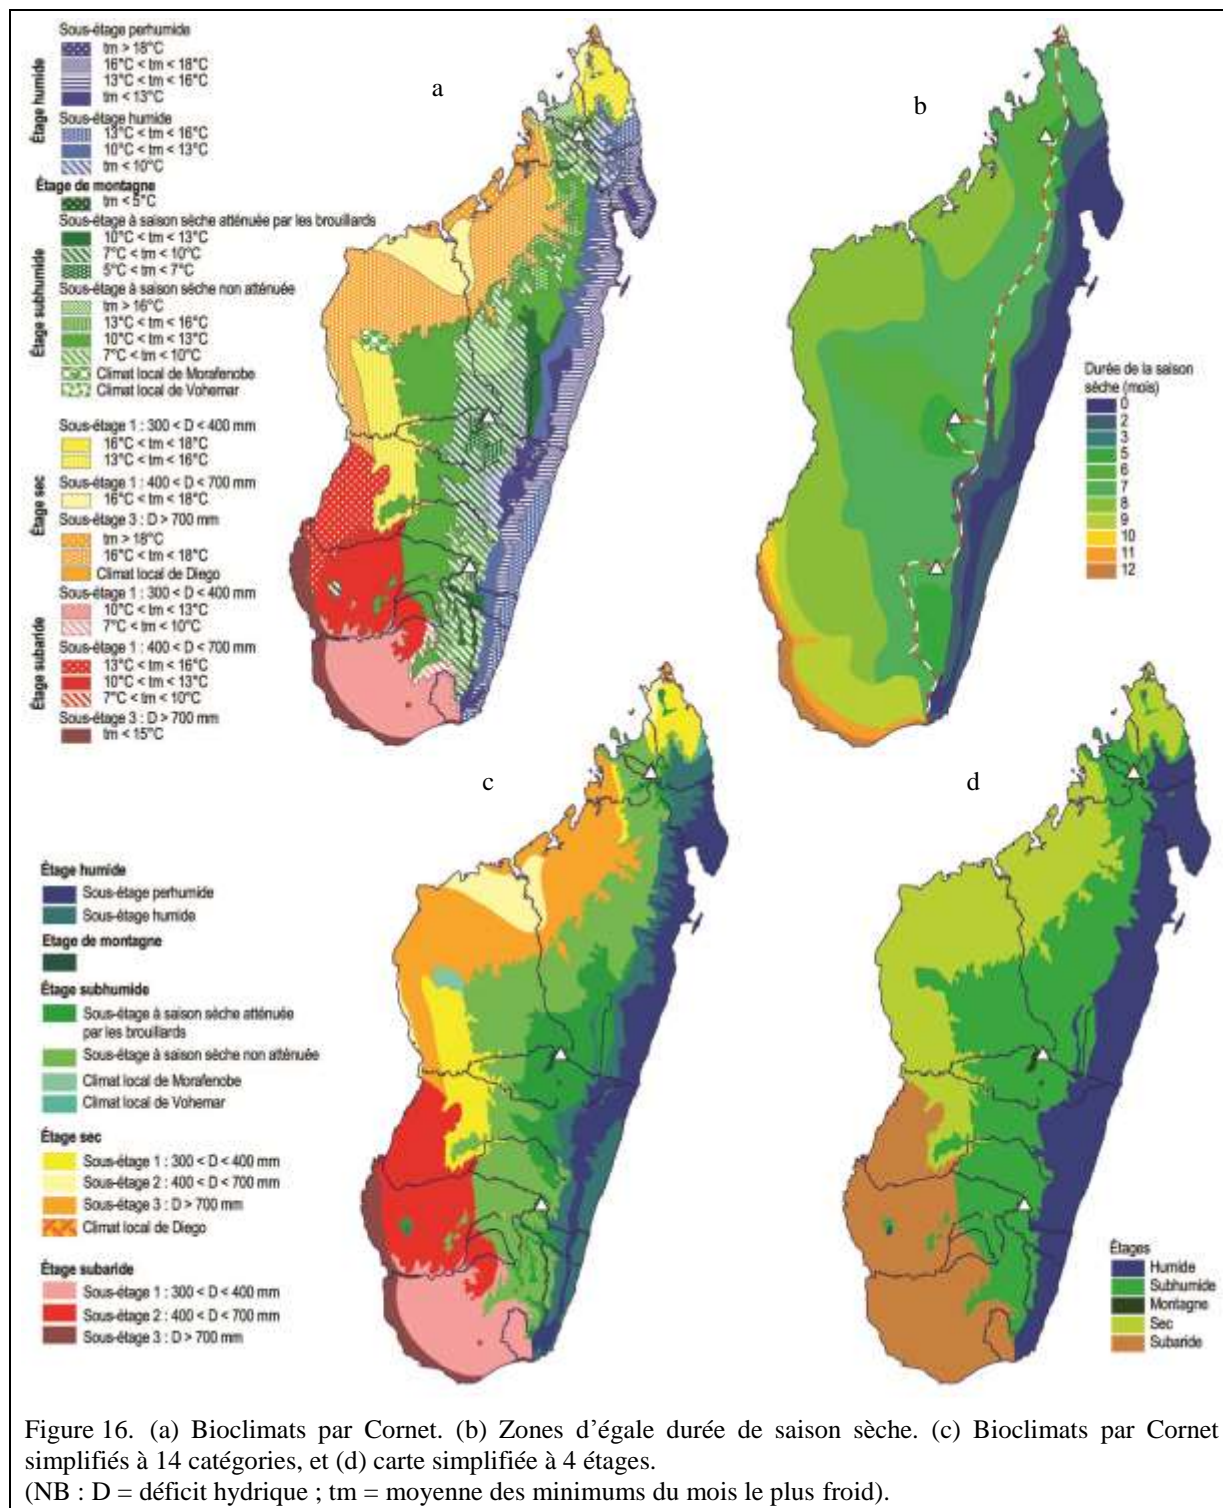 Sous-étage perhumide
tm > 18°C
16°C < tm < 18°C
13°C < tm < 16°C
tm < 13°C
Étage humide
Sous-étage humide
13°C < tm < 16°C
10°C < tm < 13°C
tm < 10°C
Étage de montagne
tm < 5°C
Sous-étage à saison sèche atténuée par les brouillards
10°C < tm < 13°C
7°C < tm < 10°C
5°C < tm < 7°C
Étage subhumide
Sous-étage à saison sèche non atténuée
tm > 16°C
13°C < tm < 16°C
10°C < tm < 13°C
7°C < tm < 10°C
Climat local de Morafenobe
Climat local de Vohemar
Étage sec
Sous-étage 1 : 300 < D < 400 mm
16°C < tm < 18°C
13°C < tm < 16°C
Sous-étage 1 : 400 < D < 700 mm
16°C < tm < 18°C
Sous-étage 3 : D > 700 mm
tm > 18°C
16°C < tm < 18°C
Climat local de Diego
Étage subaride
Sous-étage 1 : 300 < D < 400 mm
10°C < tm < 13°C
7°C < tm < 10°C
Sous-étage 1 : 400 < D < 700 mm
13°C < tm < 16°C
10°C < tm < 13°C
7°C < tm < 10°C
Sous-étage 3 : D > 700 mm
tm < 15°C
a
b
Durée de la saison
sèche (mois)
0
2
3
5
6
7
8
9
10
11
12
c
Étage humide
Sous-étage perhumide
Sous-étage humide
Etage de montagne
Étage subhumide
Sous-étage à saison sèche atténuée
par les brouillards
Sous-étage à saison sèche non atténuée
Climat local de Morafenobe
Climat local de Vohemar
Étage sec
Sous-étage 1 : 300 < D < 400 mm
Sous-étage 2 : 400 < D < 700 mm
Sous-étage 3 : D > 700 mm
Climat local de Diego
Étage subaride
Sous-étage 1 : 300 < D < 400 mm
Sous-étage 2 : 400 < D < 700 mm
Sous-étage 3 : D > 700 mm
d
Étages
Humide
Subhumide
Montagne
Sec
Subaride
Figure 16. (a) Bioclimats par Cornet. (b) Zones d'égale durée de saison sèche. (c) Bioclimats par Cornet
simplifiés à 14 catégories, et (d) carte simplifiée à 4 étages.
(NB : D = déficit hydrique ; tm = moyenne des minimums du mois le plus froid).